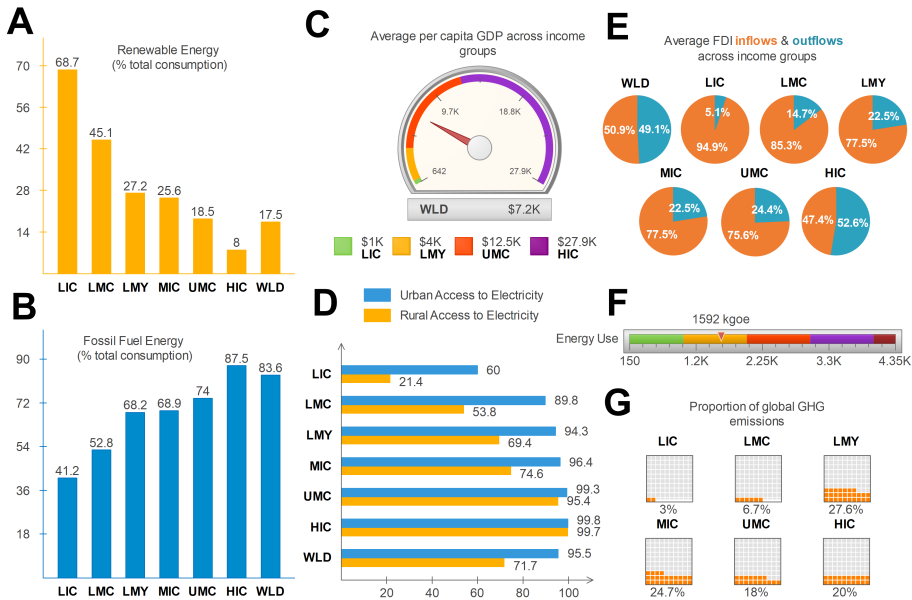 A
Renewable Energy
(% total consumption)
70
56
42
28
14
68.7
45.1
27.2
25.6
18.5
8
17.5
LIC LMC LMY MIC UMC HIC WLD
B
Fossil Fuel Energy
(% total consumption)
90
72
54
36
18
41.2
52.8
68.2
68.9
74
87.5
83.6
LIC LMC LMY MIC UMC HIC WLD
C
Average per capita GDP across income
groups
9.7K 18.8K
642 27.9K
WLD $7.2K
$1K $4K $12.5K $27.9K
LIC LMY UMC HIC
D
Urban Access to Electricity
Rural Access to Electricity
LIC 60
21.4
LMC 89.8
53.8
LMY 94.3
69.4
MIC 96.4
74.6
UMC 99.3
95.4
HIC 99.8
99.7
WLD 95.5
71.7
20 40 60 80 100
E
Average FDI inflows & outflows
across income groups
WLD LIC LMC LMY
50.9% 49.1%
5.1%
94.9%
14.7%
85.3%
22.5%
77.5%
MIC UMC HIC
22.5%
77.5%
24.4%
75.6%
47.4% 52.6%
F
1592 kgoe
Energy Use
150 1.2K 2.25K 3.3K 4.35K
G
Proportion of global GHG
emissions
LIC LMC LMY
3% 6.7% 27.6%
MIC UMC HIC
24.7% 18% 20%